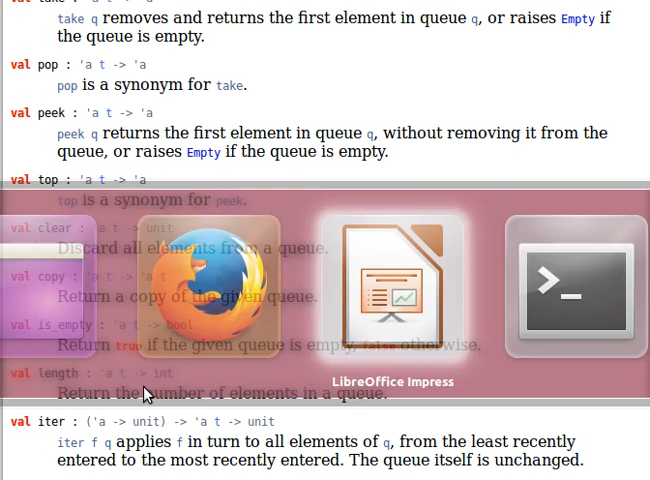 val take : 'a t -> 'a
take q removes and returns the first element in queue q, or raises Empty if
the queue is empty.
val pop : 'a t -> 'a
pop is a synonym for take.
val peek : 'a t -> 'a
peek q returns the first element in queue q, without removing it from the
queue, or raises Empty if the queue is empty.
val top : 'a t -> 'a
top is a synonym for peek.
val clear : 'a t -> unit
Discard all elements from a queue.
val copy : 'a t -> 'a t
Return a copy of the given queue.
val is_empty : 'a t -> bool
Return true if the given queue is empty, false otherwise.
val length : 'a t -> int
LibreOffice Impress
Return the number of elements in a queue.
val iter : ('a -> unit) -> 'a t -> unit
iter f q applies f in turn to all elements of q, from the least recently
entered to the most recently entered. The queue itself is unchanged.